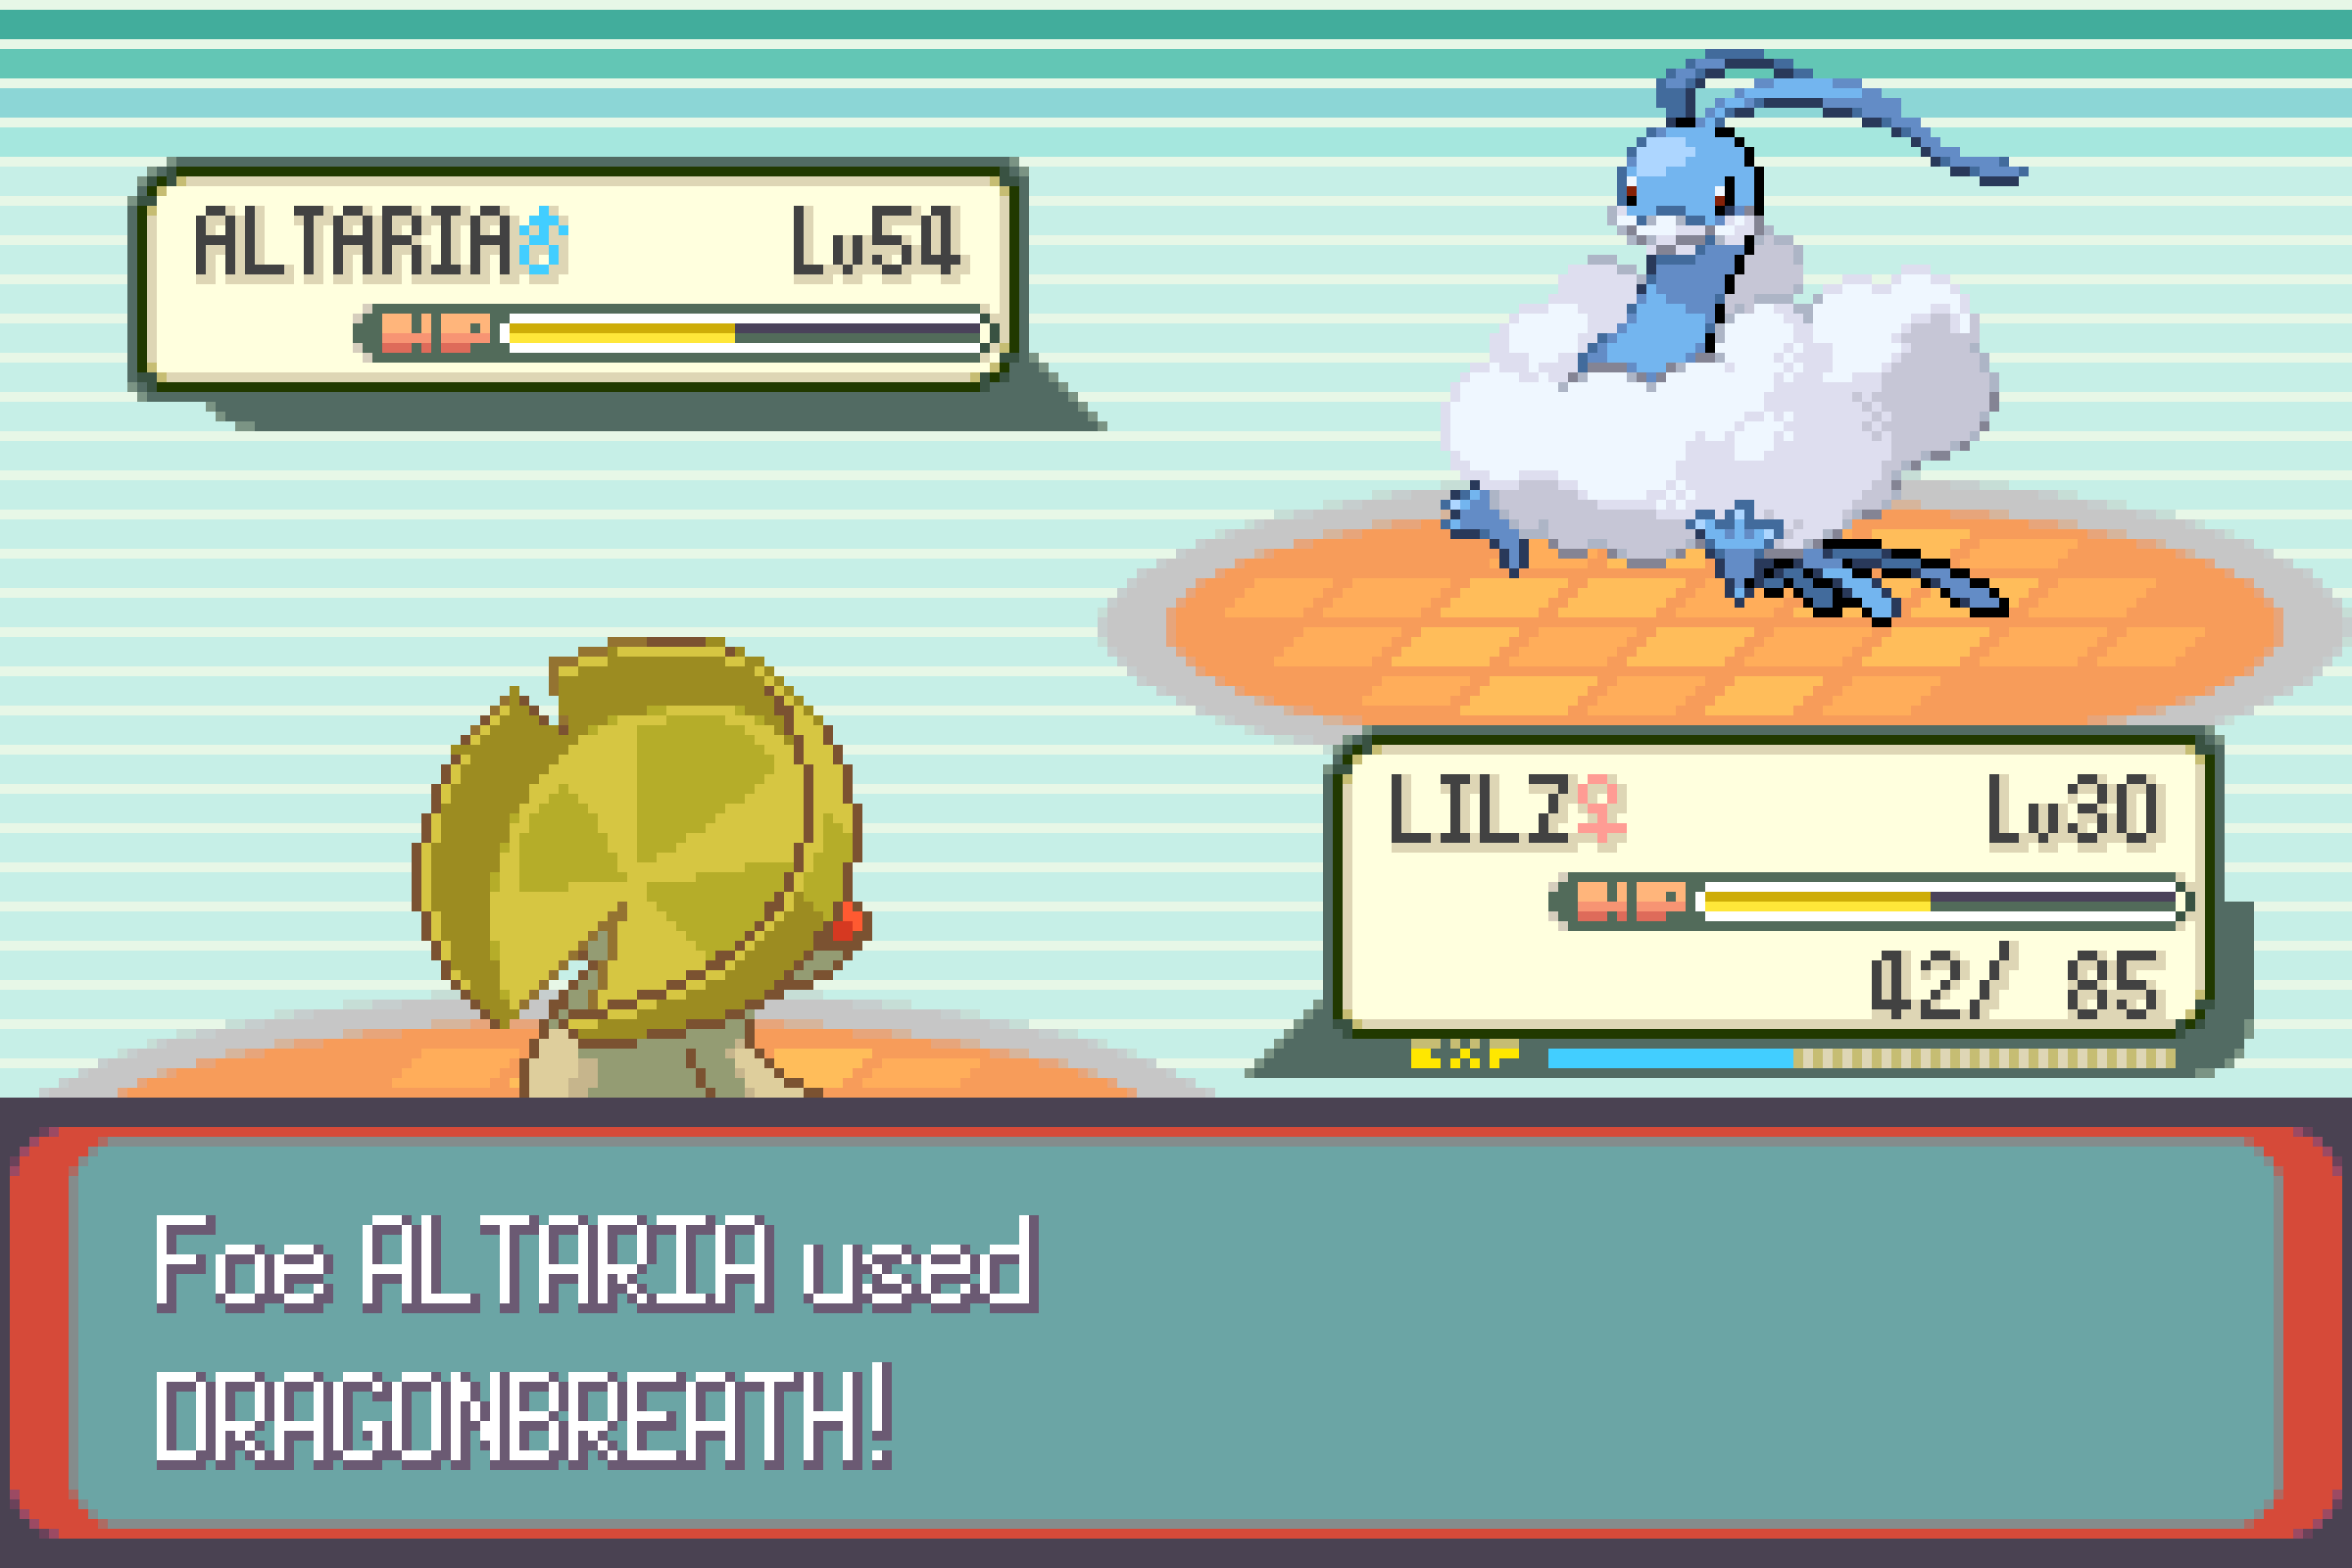 ALTARIA♂ Lv54
HP
LILZ♀ Lv30
HP
42/ 85
EXP
Foe ALTARIA used
DRAGONBREATH!